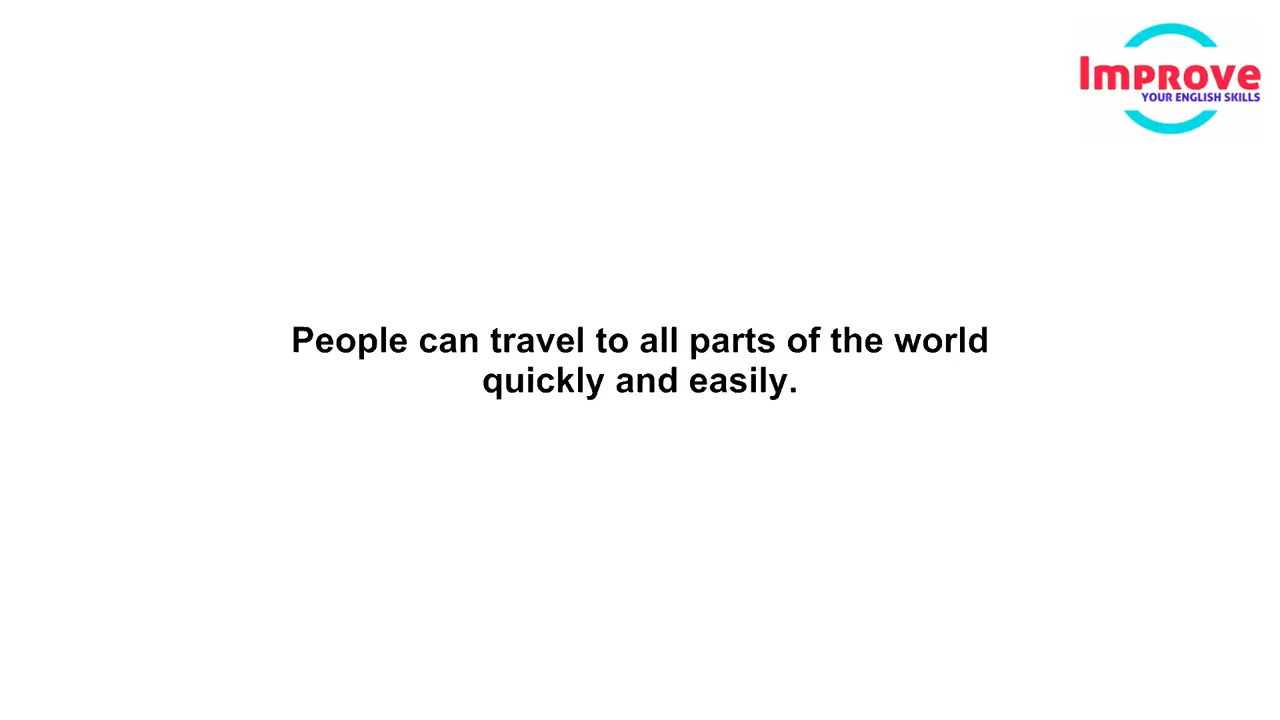 Improve
YOUR ENGLISH SKILLS
People can travel to all parts of the world
quickly and easily.